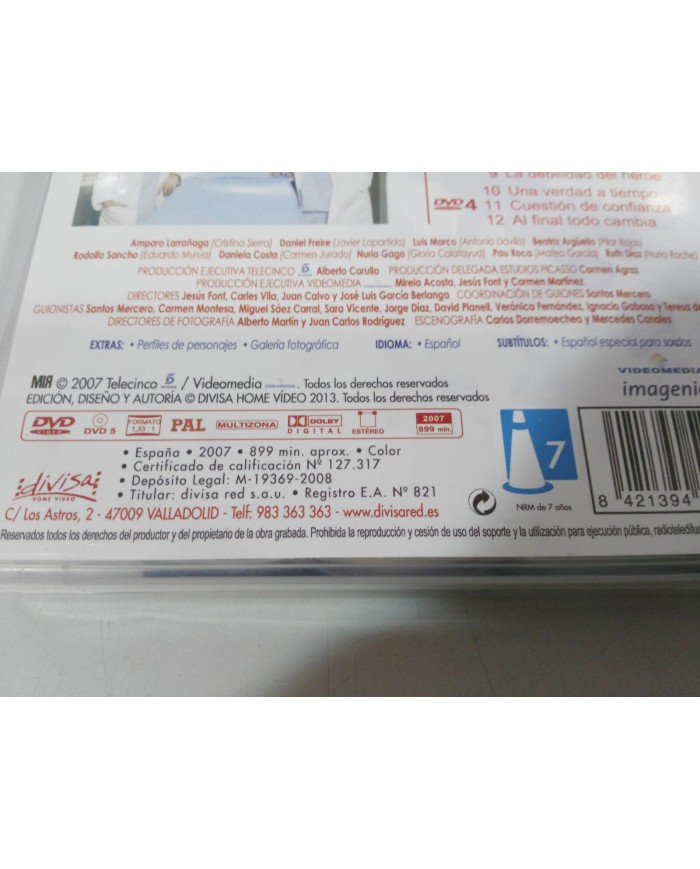 9 La debilidad del héroe
10 Una verdad a tiempo
DVD 4 11 Cuestión de confianza
12 Al final todo cambia
Amparo Larrañaga (Cristina Sierra) Daniel Freire (Javier Lapartida) Luis Marco (Antonio Dávila) Beatriz Argüello (Pilar Rojas)
Rodolfo Sancho (Eduardo Murúa) Daniela Costa (Carmen Jurado) Nuria Gago (Gloria Calatayud) Pau Roca (Mateo García) Ruth Díaz (Nuria Roche)
PRODUCCIÓN EJECUTIVA TELECINCO 5 Alberto Carullo PRODUCCIÓN DELEGADA ESTUDIOS PICASSO Carmen Agraz
PRODUCCIÓN EJECUTIVA VIDEOMEDIA Mireia Acosta, Jesús Font y Carmen Martínez
DIRECTORES Jesús Font, Carles Vila, Juan Calvo y José Luis García Berlanga COORDINACIÓN DE GUIONES Santos Mercero
GUIONISTAS Santos Mercero, Carmen Montesa, Miguel Sáez Carral, Sara Vicente, Jorge Díaz, David Planell, Verónica Fernández, Ignacio Gabasa y Teresa de
DIRECTORES DE FOTOGRAFÍA Alberto Martín y Juan Carlos Rodríguez ESCENOGRAFÍA Carlos Dorremoechea y Mercedes Canales
EXTRAS: • Perfiles de personajes • Galería fotográfica IDIOMA: • Español SUBTÍTULOS: • Español especial para sordos
VIDEOMEDIA
MIR © 2007 Telecinco 5 / Videomedia . Todos los derechos reservados
imagenio
EDICIÓN, DISEÑO Y AUTORÍA © DIVISA HOME VÍDEO 2013. Todos los derechos reservados
DVD VIDEO DVD 5 FORMATO 1,33:1 PAL MULTIZONA DOLBY DIGITAL ESTÉREO 2007 899 min.
• España • 2007 • 899 min. aprox. • Color
• Certificado de calificación Nº 127.317
7
divisa HOME VIDEO
• Depósito Legal: M-19369-2008
• Titular: divisa red s.a.u. • Registro E.A. Nº 821
NRM de 7 años
8 421394
C/ Los Astros, 2 - 47009 VALLADOLID - Telf: 983 363 363 - www.divisared.es
Reservados todos los derechos del productor y del propietario de la obra grabada. Prohibida la reproducción y cesión de uso del soporte y la utilización para ejecución pública, radioteledifus